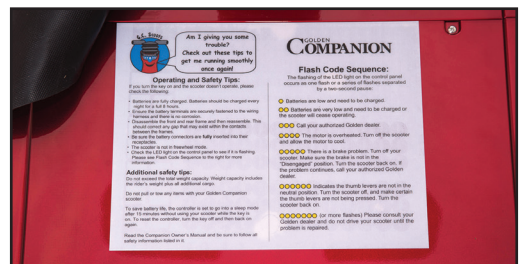 G.C. Scoots
Am I giving you some
trouble?
Check out these tips to
get me running smoothly
once again!
Operating and Safety Tips:
If you turn the key on and the scooter doesn't operate, please
check the following:
• Batteries are fully charged. Batteries should be charged every
night for a full 8 hours.
• Ensure the battery terminals are securely fastened to the wiring
harness and there is no corrosion.
• Disassemble the front and rear frame and then reassemble. This
should correct any gap that may exist within the contacts
between the frames.
• Be sure the battery connectors are fully inserted into their
receptacles.
• The scooter is not in freewheel mode.
• Check the LED light on the control panel to see if it is flashing.
Please see Flash Code Sequence to the right for more
information.
Additional safety tips:
Do not exceed the total weight capacity. Weight capacity includes
the rider's weight plus all additional cargo.
Do not pull or tow any items with your Golden Companion
scooter.
To save battery life, the controller is set to go into a sleep mode
after 15 minutes without using your scooter while the key is
on. To reset the controller, turn the key off and then back on
again.
Read the Companion Owner's Manual and be sure to follow all
safety information listed in it.
GOLDEN
COMPANION
Flash Code Sequence:
The flashing of the LED light on the control panel
occurs as one flash or a series of flashes separated
by a two-second pause:
Batteries are low and need to be charged.
Batteries are very low and need to be charged or
the scooter will cease operating.
Call your authorized Golden dealer.
The motor is overheated. Turn off the scooter
and allow the motor to cool.
There is a brake problem. Turn off your
scooter. Make sure the brake is not in the
"Disengaged" position. Turn the scooter back on. If
the problem continues, call your authorized Golden
dealer.
Indicates the thumb levers are not in the
neutral position. Turn the scooter off, and make certain
the thumb levers are not being pressed. Turn the
scooter back on.
(or more flashes) Please consult your
Golden dealer and do not drive your scooter until the
problem is repaired.